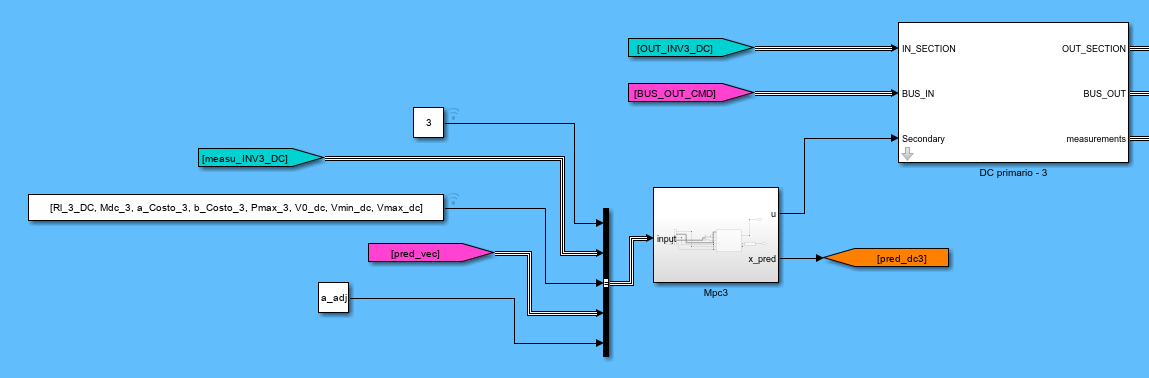 [OUT_INV3_DC]
IN_SECTION
OUT_SECTION
[BUS_OUT_CMD]
BUS_IN
BUS_OUT
3
Secondary
measurements
[measu_INV3_DC]
DC primario - 3
[RI_3_DC, Mdc_3, a_Costo_3, b_Costo_3, Pmax_3, V0_dc, Vmin_dc, Vmax_dc]
u
input
[pred_vec]
x_pred
[pred_dc3]
Mpc3
a_adj